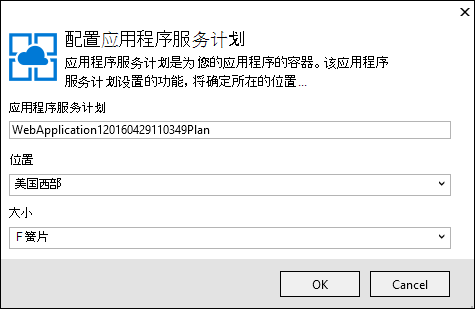 配置应用程序服务计划
应用程序服务计划是为 您的应用程序的容器。该应用程序
服务计划设置的功能，将确定所在的位置 ...
应用程序服务计划
WebApplication120160429110349Plan
位置
美国西部
大小
F 簧片
OK
Cancel